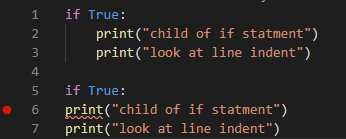 1 if True:
2     print("child of if statment")
3     print("look at line indent")
4
5 if True:
6 print("child of if statment")
7 print("look at line indent")